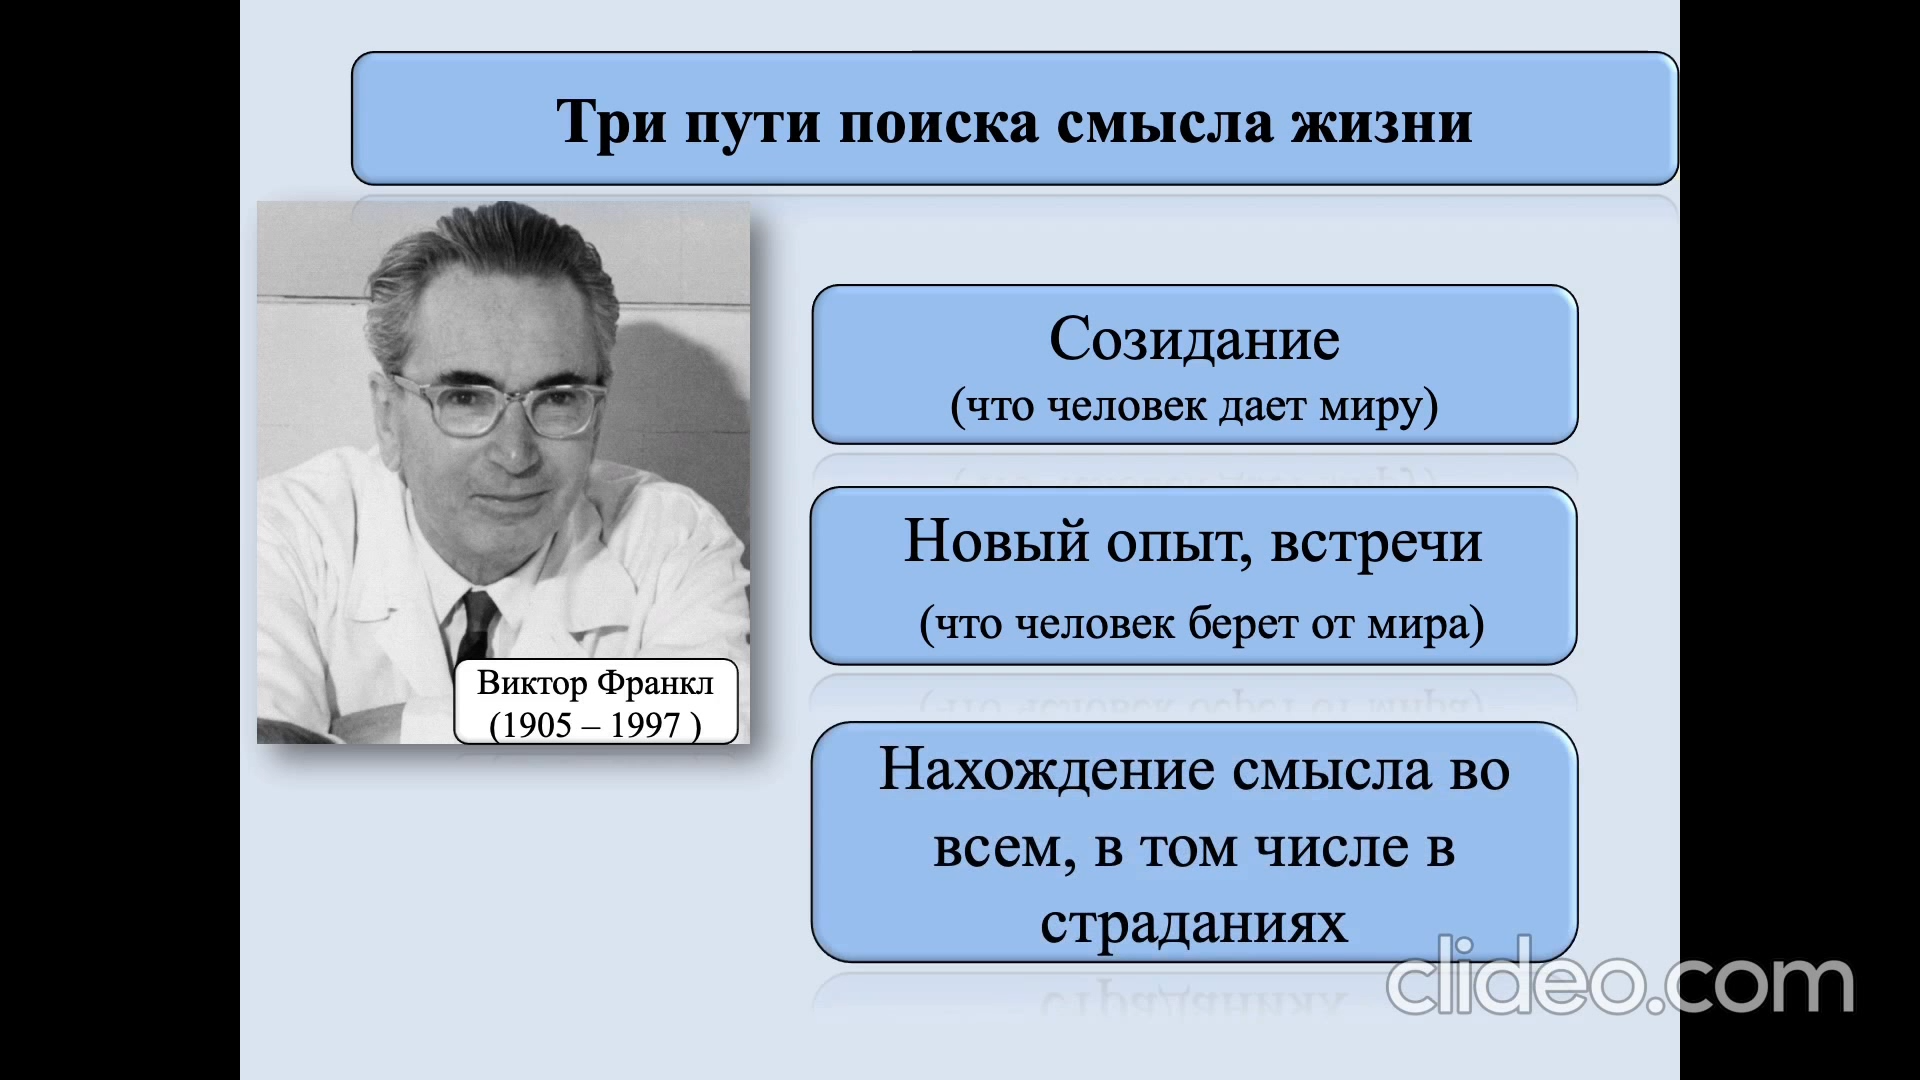 Три пути поиска смысла жизни
Виктор Франкл
(1905 – 1997 )
Созидание
(что человек дает миру)
Новый опыт, встречи
(что человек берет от мира)
Нахождение смысла во
всем, в том числе в
страданиях
clideo.com